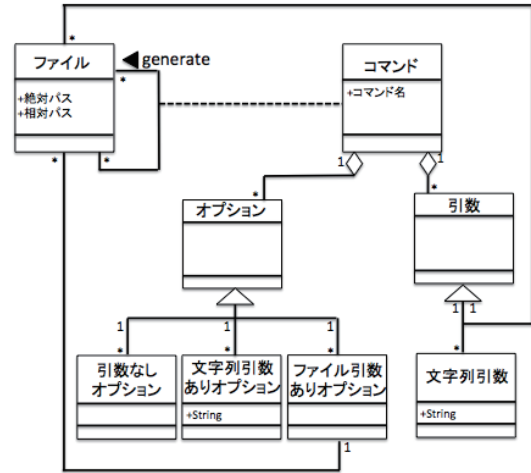 *
ファイル
generate
コマンド
+絶対パス
+相対パス
*
+コマンド名
*
*
1
1
*
*
オプション
引数
1
1
1
1
1
*
*
*
*
引数なし
オプション
文字列引数
ありオプション
ファイル引数
ありオプション
文字列引数
+String
+String
1